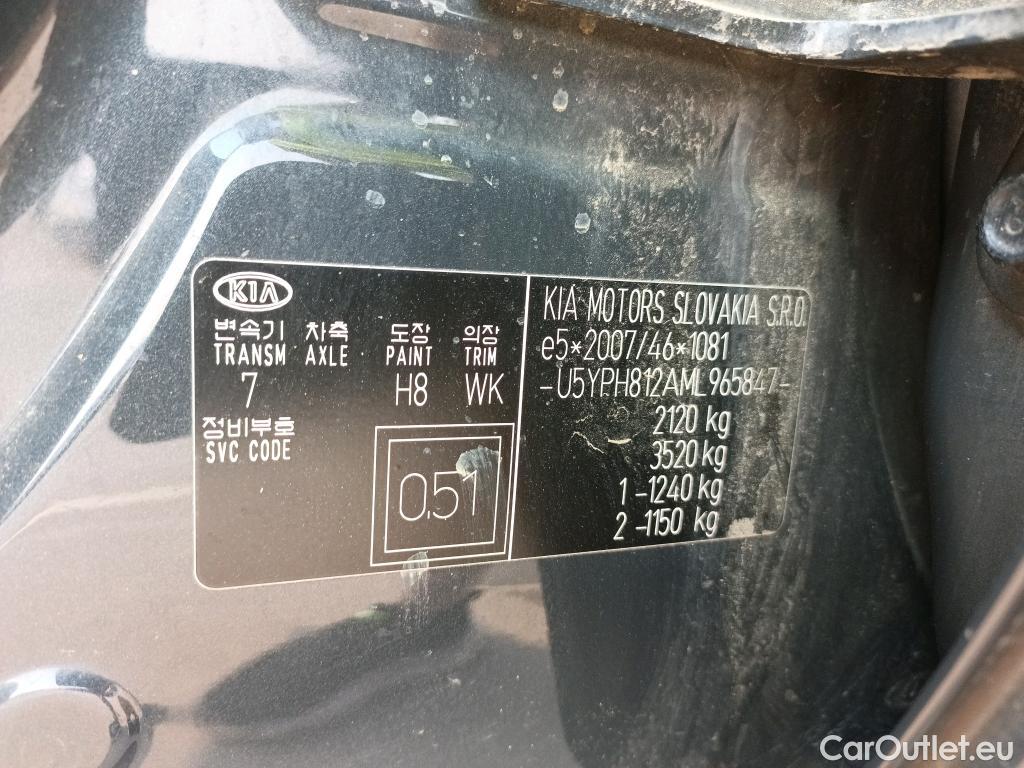 KIA
변속기 차축 도장 의장
TRANSM AXLE PAINT TRIM
7 H8 WK
정비부호
SVC CODE
0.51
KIA MOTORS SLOVAKIA S.R.O.
e5*2007/46*1081
-U5YPH812AML965847-
2120 kg
3520 kg
1 -1240 kg
2 -1150 kg
CarOutlet.eu